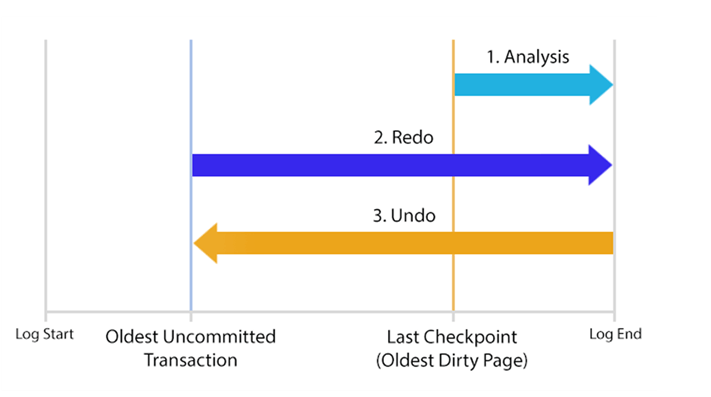 1. Analysis
2. Redo
3. Undo
Log Start
Oldest Uncommitted
Transaction
Last Checkpoint
(Oldest Dirty Page)
Log End